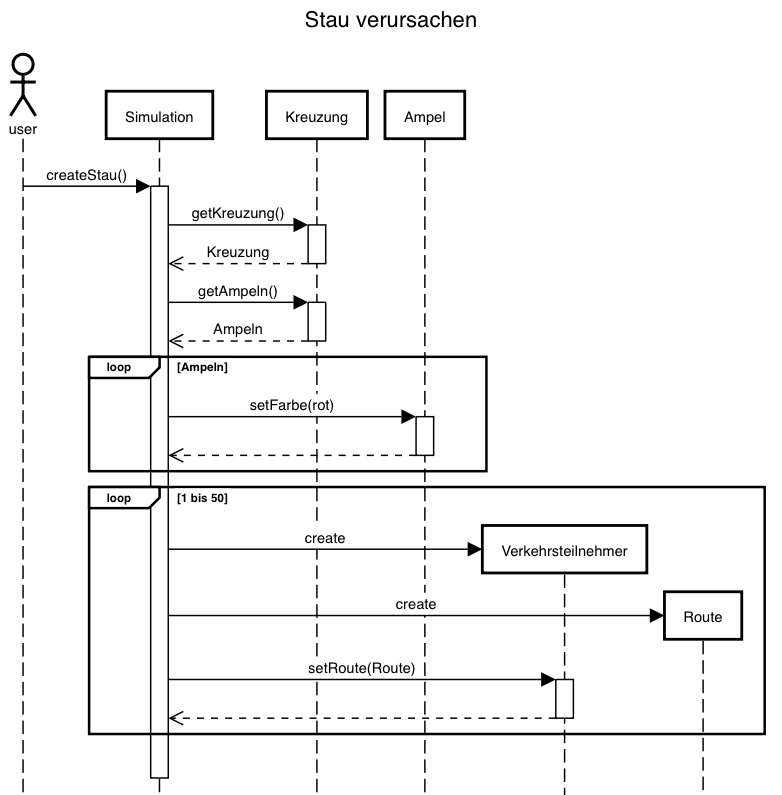 Stau verursachen
user
Simulation
Kreuzung
Ampel
createStau()
getKreuzung()
Kreuzung
getAmpeln()
Ampeln
loop
[Ampeln]
setFarbe(rot)
loop
[1 bis 50]
create
Verkehrsteilnehmer
create
Route
setRoute(Route)